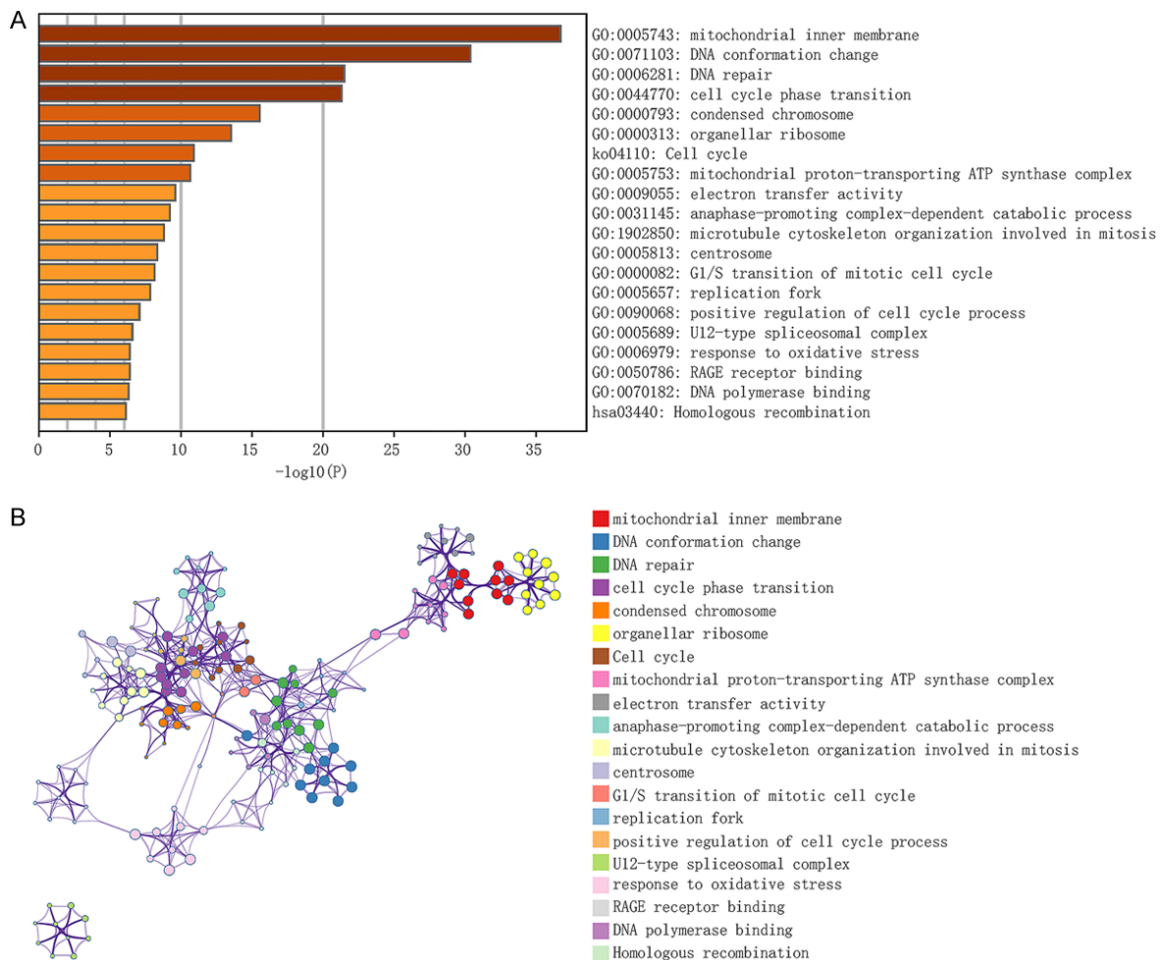 A
GO:0005743: mitochondrial inner membrane
GO:0071103: DNA conformation change
GO:0006281: DNA repair
GO:0044770: cell cycle phase transition
GO:0000793: condensed chromosome
GO:0000313: organellar ribosome
ko04110: Cell cycle
GO:0005753: mitochondrial proton-transporting ATP synthase complex
GO:0009055: electron transfer activity
GO:0031145: anaphase-promoting complex-dependent catabolic process
GO:1902850: microtubule cytoskeleton organization involved in mitosis
GO:0005813: centrosome
GO:0000082: G1/S transition of mitotic cell cycle
GO:0005657: replication fork
GO:0090068: positive regulation of cell cycle process
GO:0005689: U12-type spliceosomal complex
GO:0006979: response to oxidative stress
GO:0050786: RAGE receptor binding
GO:0070182: DNA polymerase binding
hsa03440: Homologous recombination
0 5 10 15 20 25 30 35
-log10(P)
B
mitochondrial inner membrane
DNA conformation change
DNA repair
cell cycle phase transition
condensed chromosome
organellar ribosome
Cell cycle
mitochondrial proton-transporting ATP synthase complex
electron transfer activity
anaphase-promoting complex-dependent catabolic process
microtubule cytoskeleton organization involved in mitosis
centrosome
G1/S transition of mitotic cell cycle
replication fork
positive regulation of cell cycle process
U12-type spliceosomal complex
response to oxidative stress
RAGE receptor binding
DNA polymerase binding
Homologous recombination